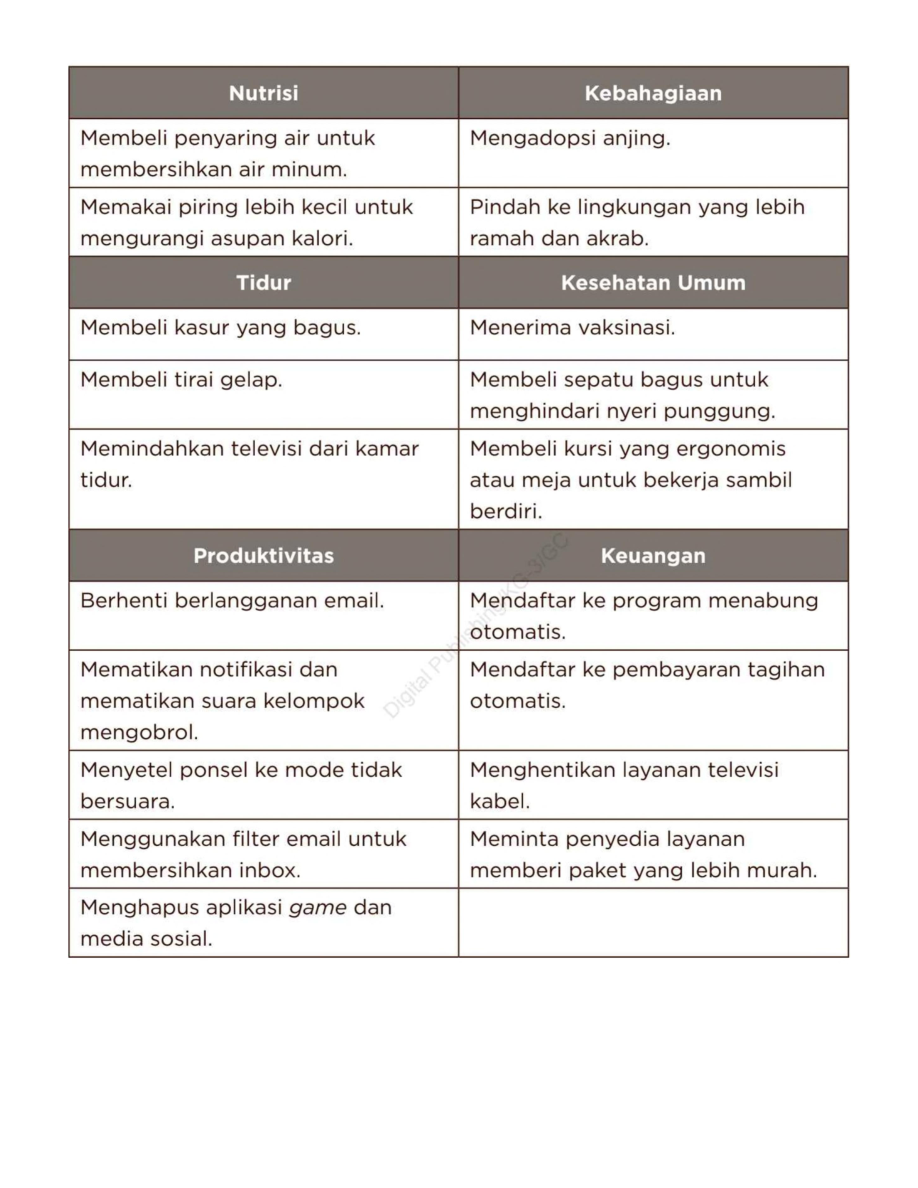 Nutrisi
Kebahagiaan
Membeli penyaring air untuk
membersihkan air minum.
Mengadopsi anjing.
Memakai piring lebih kecil untuk
mengurangi asupan kalori.
Pindah ke lingkungan yang lebih
ramah dan akrab.
Tidur
Kesehatan Umum
Membeli kasur yang bagus.
Menerima vaksinasi.
Membeli tirai gelap.
Membeli sepatu bagus untuk
menghindari nyeri punggung.
Memindahkan televisi dari kamar
tidur.
Membeli kursi yang ergonomis
atau meja untuk bekerja sambil
berdiri.
Produktivitas
Keuangan
Berhenti berlangganan email.
Mendaftar ke program menabung
otomatis.
Mematikan notifikasi dan
mematikan suara kelompok
mengobrol.
Mendaftar ke pembayaran tagihan
otomatis.
Menyetel ponsel ke mode tidak
bersuara.
Menghentikan layanan televisi
kabel.
Menggunakan filter email untuk
membersihkan inbox.
Meminta penyedia layanan
memberi paket yang lebih murah.
Menghapus aplikasi game dan
media sosial.
Digital Publishing/KG-3/GC